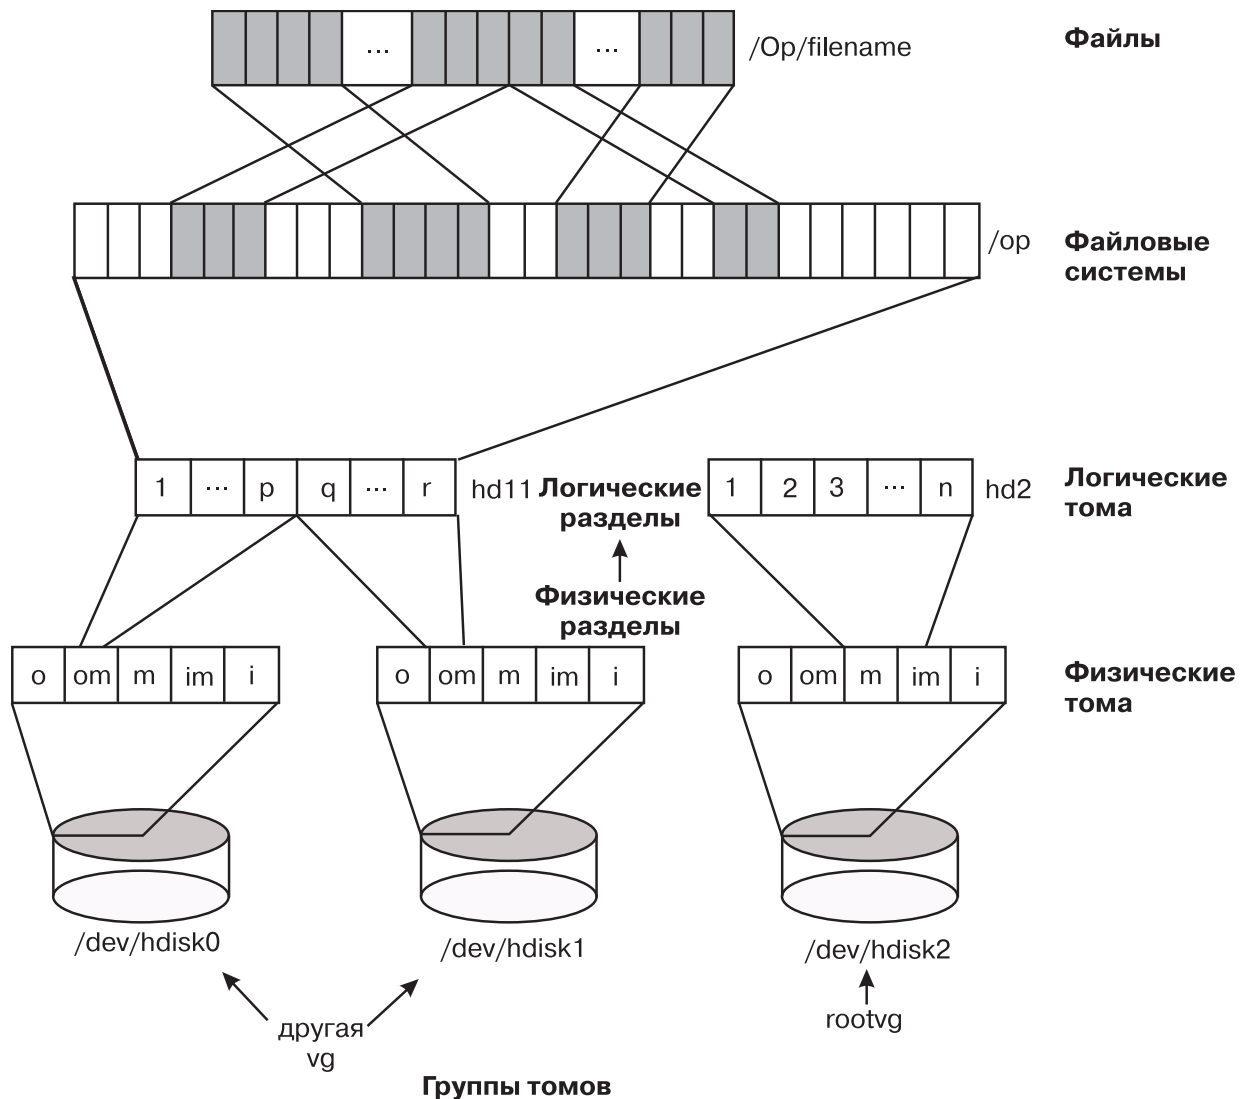 ... ... /Op/filename Файлы
/op Файловые
системы
1 ... p q ... r hd11 Логические 1 2 3 ... n hd2 Логические
разделы тома
Физические
разделы
o om m im i o om m im i o om m im i Физические
тома
/dev/hdisk0 /dev/hdisk1 /dev/hdisk2
другая rootvg
vg
Группы томов